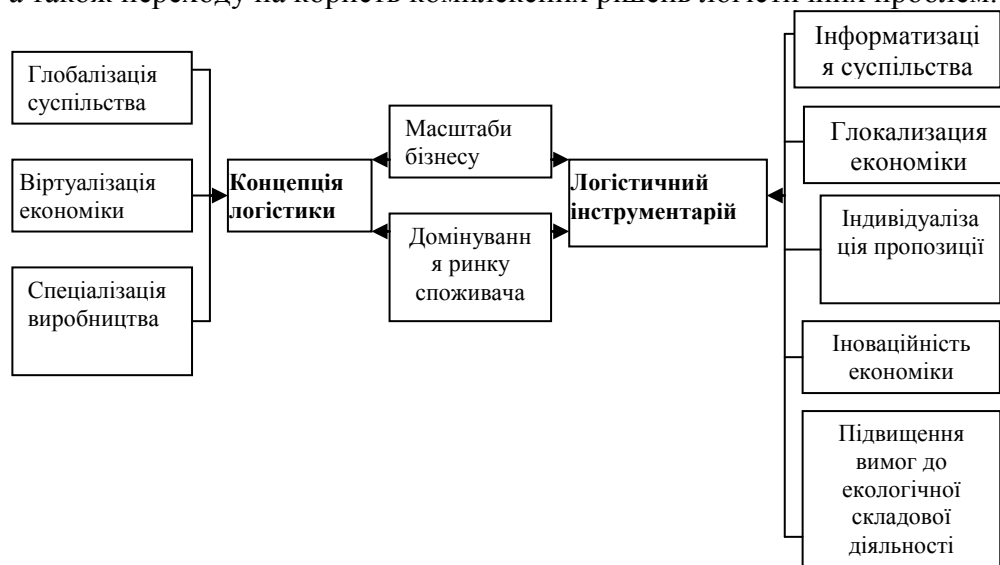 а також переходу на користь комплексних рішень логістичних проблем.
Глобалізація
суспільства
Віртуалізація
економіки
Спеціалізація
виробництва
Концепція
логістики
Масштаби
бізнесу
Домінуванн
я ринку
споживача
Логістичний
інструментарій
Інформатизаці
я суспільства
Глокализация
економіки
Індивідуаліза
ція пропозиції
Іноваційність
економіки
Підвищення
вимог до
екологічної
складової
діяльності